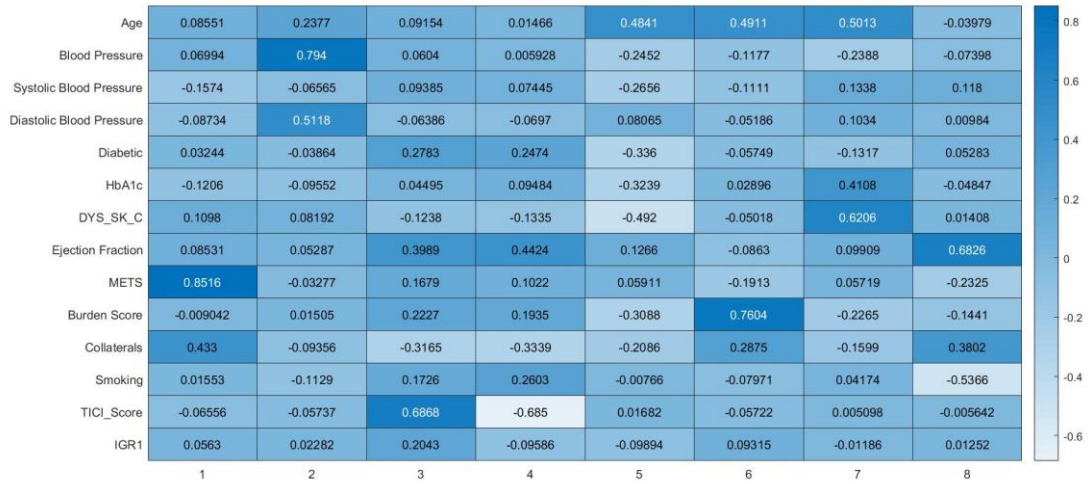 Age 0.08551 0.2377 0.09154 0.01466 0.4841 0.4911 0.5013 -0.03979
Blood Pressure 0.06994 0.794 0.0604 0.005928 -0.2452 -0.1177 -0.2388 -0.07398
Systolic Blood Pressure -0.1574 -0.06565 0.09385 0.07445 -0.2656 -0.1111 0.1338 0.118
Diastolic Blood Pressure -0.08734 0.5118 -0.06386 -0.0697 0.08065 -0.05186 0.1034 0.00984
Diabetic 0.03244 -0.03864 0.2783 0.2474 -0.336 -0.05749 -0.1317 0.05283
HbA1c -0.1206 -0.09552 0.04495 0.09484 -0.3239 0.02896 0.4108 -0.04847
DYS_SK_C 0.1098 0.08192 -0.1238 -0.1335 -0.492 -0.05018 0.6206 0.01408
Ejection Fraction 0.08531 0.05287 0.3989 0.4424 0.1266 -0.0863 0.09909 0.6826
METS 0.8516 -0.03277 0.1679 0.1022 0.05911 -0.1913 0.05719 -0.2325
Burden Score -0.009042 0.01505 0.2227 0.1935 -0.3088 0.7604 -0.2265 -0.1441
Collaterals 0.433 -0.09356 -0.3165 -0.3339 -0.2086 0.2875 -0.1599 0.3802
Smoking 0.01553 -0.1129 0.1726 0.2603 -0.00766 -0.07971 0.04174 -0.5366
TICI_Score -0.06556 -0.05737 0.6868 -0.685 0.01682 -0.05722 0.005098 -0.005642
IGR1 0.0563 0.02282 0.2043 -0.09586 -0.09894 0.09315 -0.01186 0.01252
1 2 3 4 5 6 7 8
0.8
0.6
0.4
0.2
0
-0.2
-0.4
-0.6